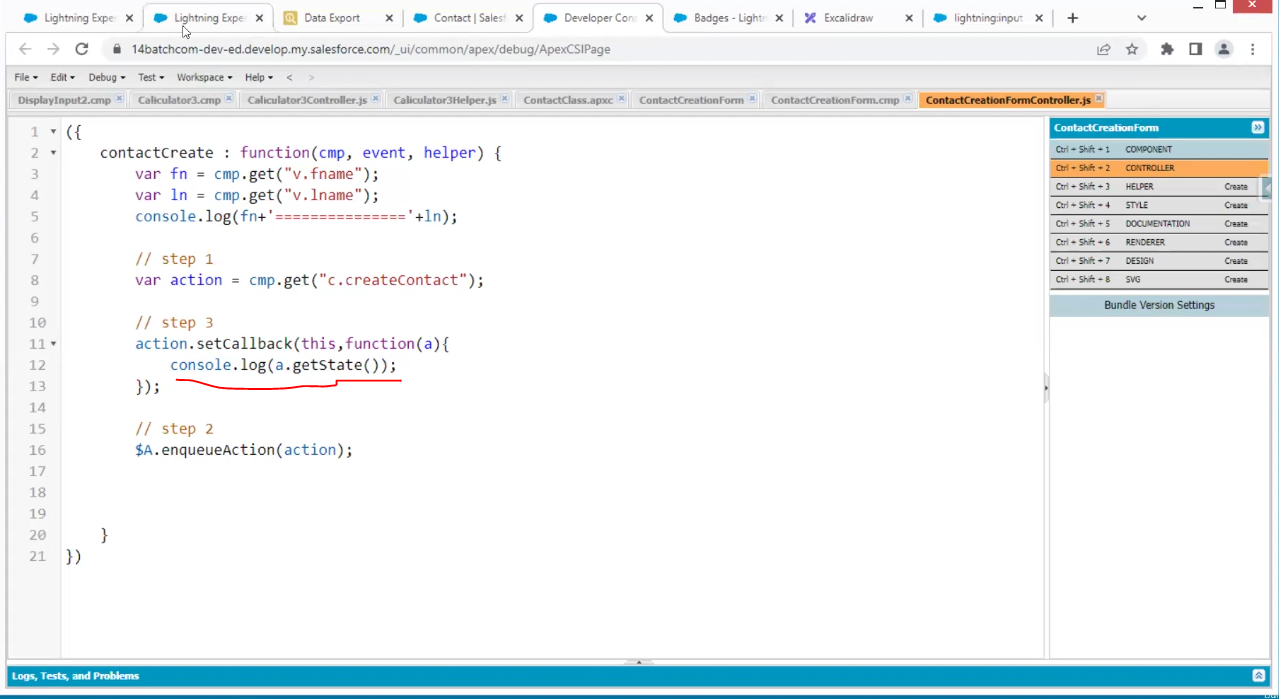 Lightning Exper
Lightning Expe
Data Export
Contact | Salesf
Developer Con
Badges - Lightn
Excalidraw
lightning:input
14batchcom-dev-ed.develop.my.salesforce.com/_ui/common/apex/debug/ApexCSIPage
File Edit Debug Test Workspace Help < >
DisplayInput2.cmp Caliculator3.cmp Caliculator3Controller.js Caliculator3Helper.js ContactClass.apxc ContactCreationForm ContactCreationForm.cmp ContactCreationFormController.js
1 ({
2 contactCreate : function(cmp, event, helper) {
3 var fn = cmp.get("v.fname");
4 var ln = cmp.get("v.lname");
5 console.log(fn+'==============='+ln);
6
7 // step 1
8 var action = cmp.get("c.createContact");
9
10 // step 3
11 action.setCallback(this,function(a){
12 console.log(a.getState());
13 });
14
15 // step 2
16 $A.enqueueAction(action);
17
18
19
20 }
21 })
ContactCreationForm
Ctrl + Shift + 1 COMPONENT
Ctrl + Shift + 2 CONTROLLER
Ctrl + Shift + 3 HELPER Create
Ctrl + Shift + 4 STYLE Create
Ctrl + Shift + 5 DOCUMENTATION Create
Ctrl + Shift + 6 RENDERER Create
Ctrl + Shift + 7 DESIGN Create
Ctrl + Shift + 8 SVG Create
Bundle Version Settings
Logs, Tests, and Problems